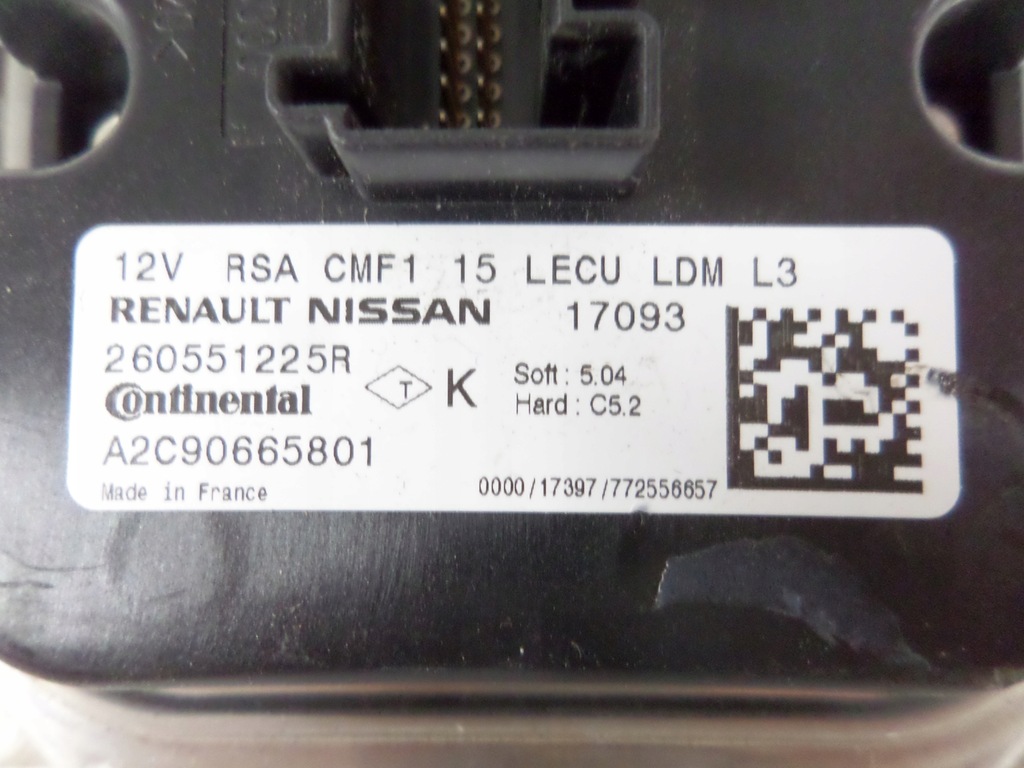 12V RSA CMF1 15 LECU LDM L3
RENAULT NISSAN 17093
260551225R
Continental T K Soft : 5.04
Hard : C5.2
A2C90665801
Made in France 0000/17397/772556657